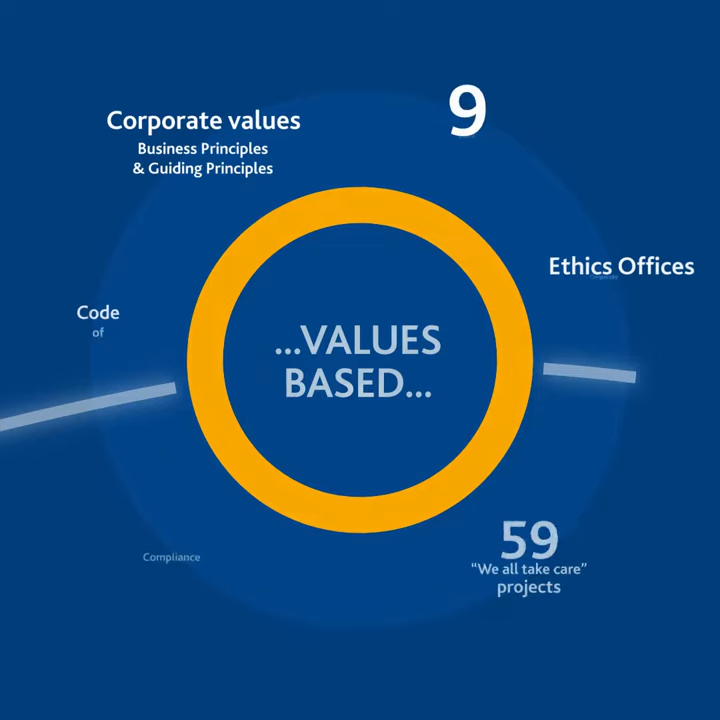 9
Corporate values
Business Principles
& Guiding Principles
Ethics Offices
Code
of
...VALUES
BASED...
59
“We all take care”
projects
Compliance